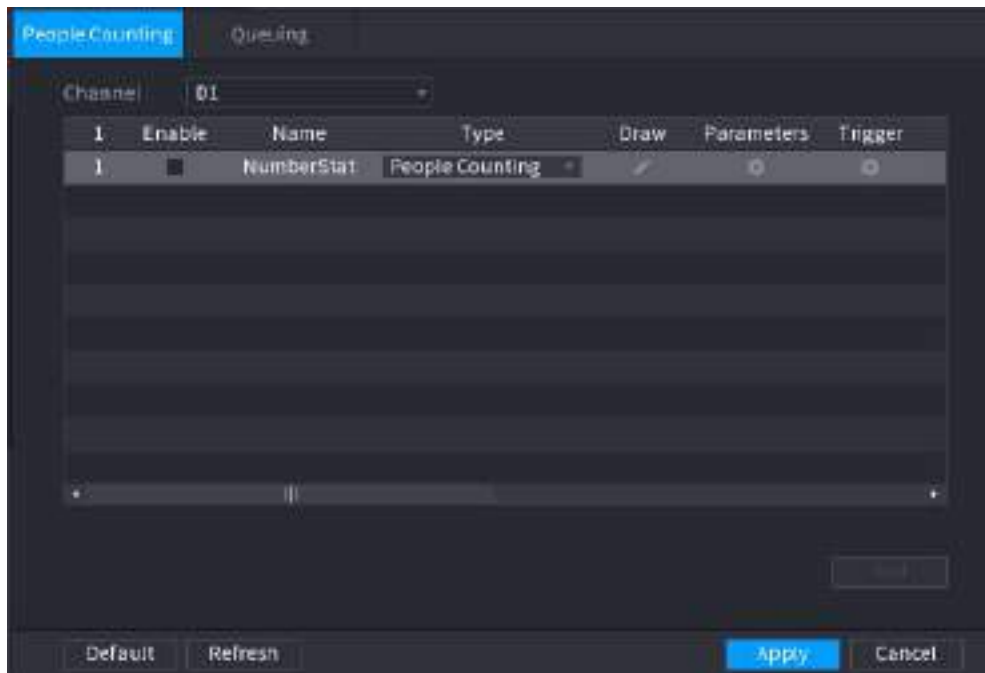 People Counting Queuing
Channel D1
1 Enable Name Type Draw Parameters Trigger
1 NumberStat People Counting
Default Refresh Apply Cancel